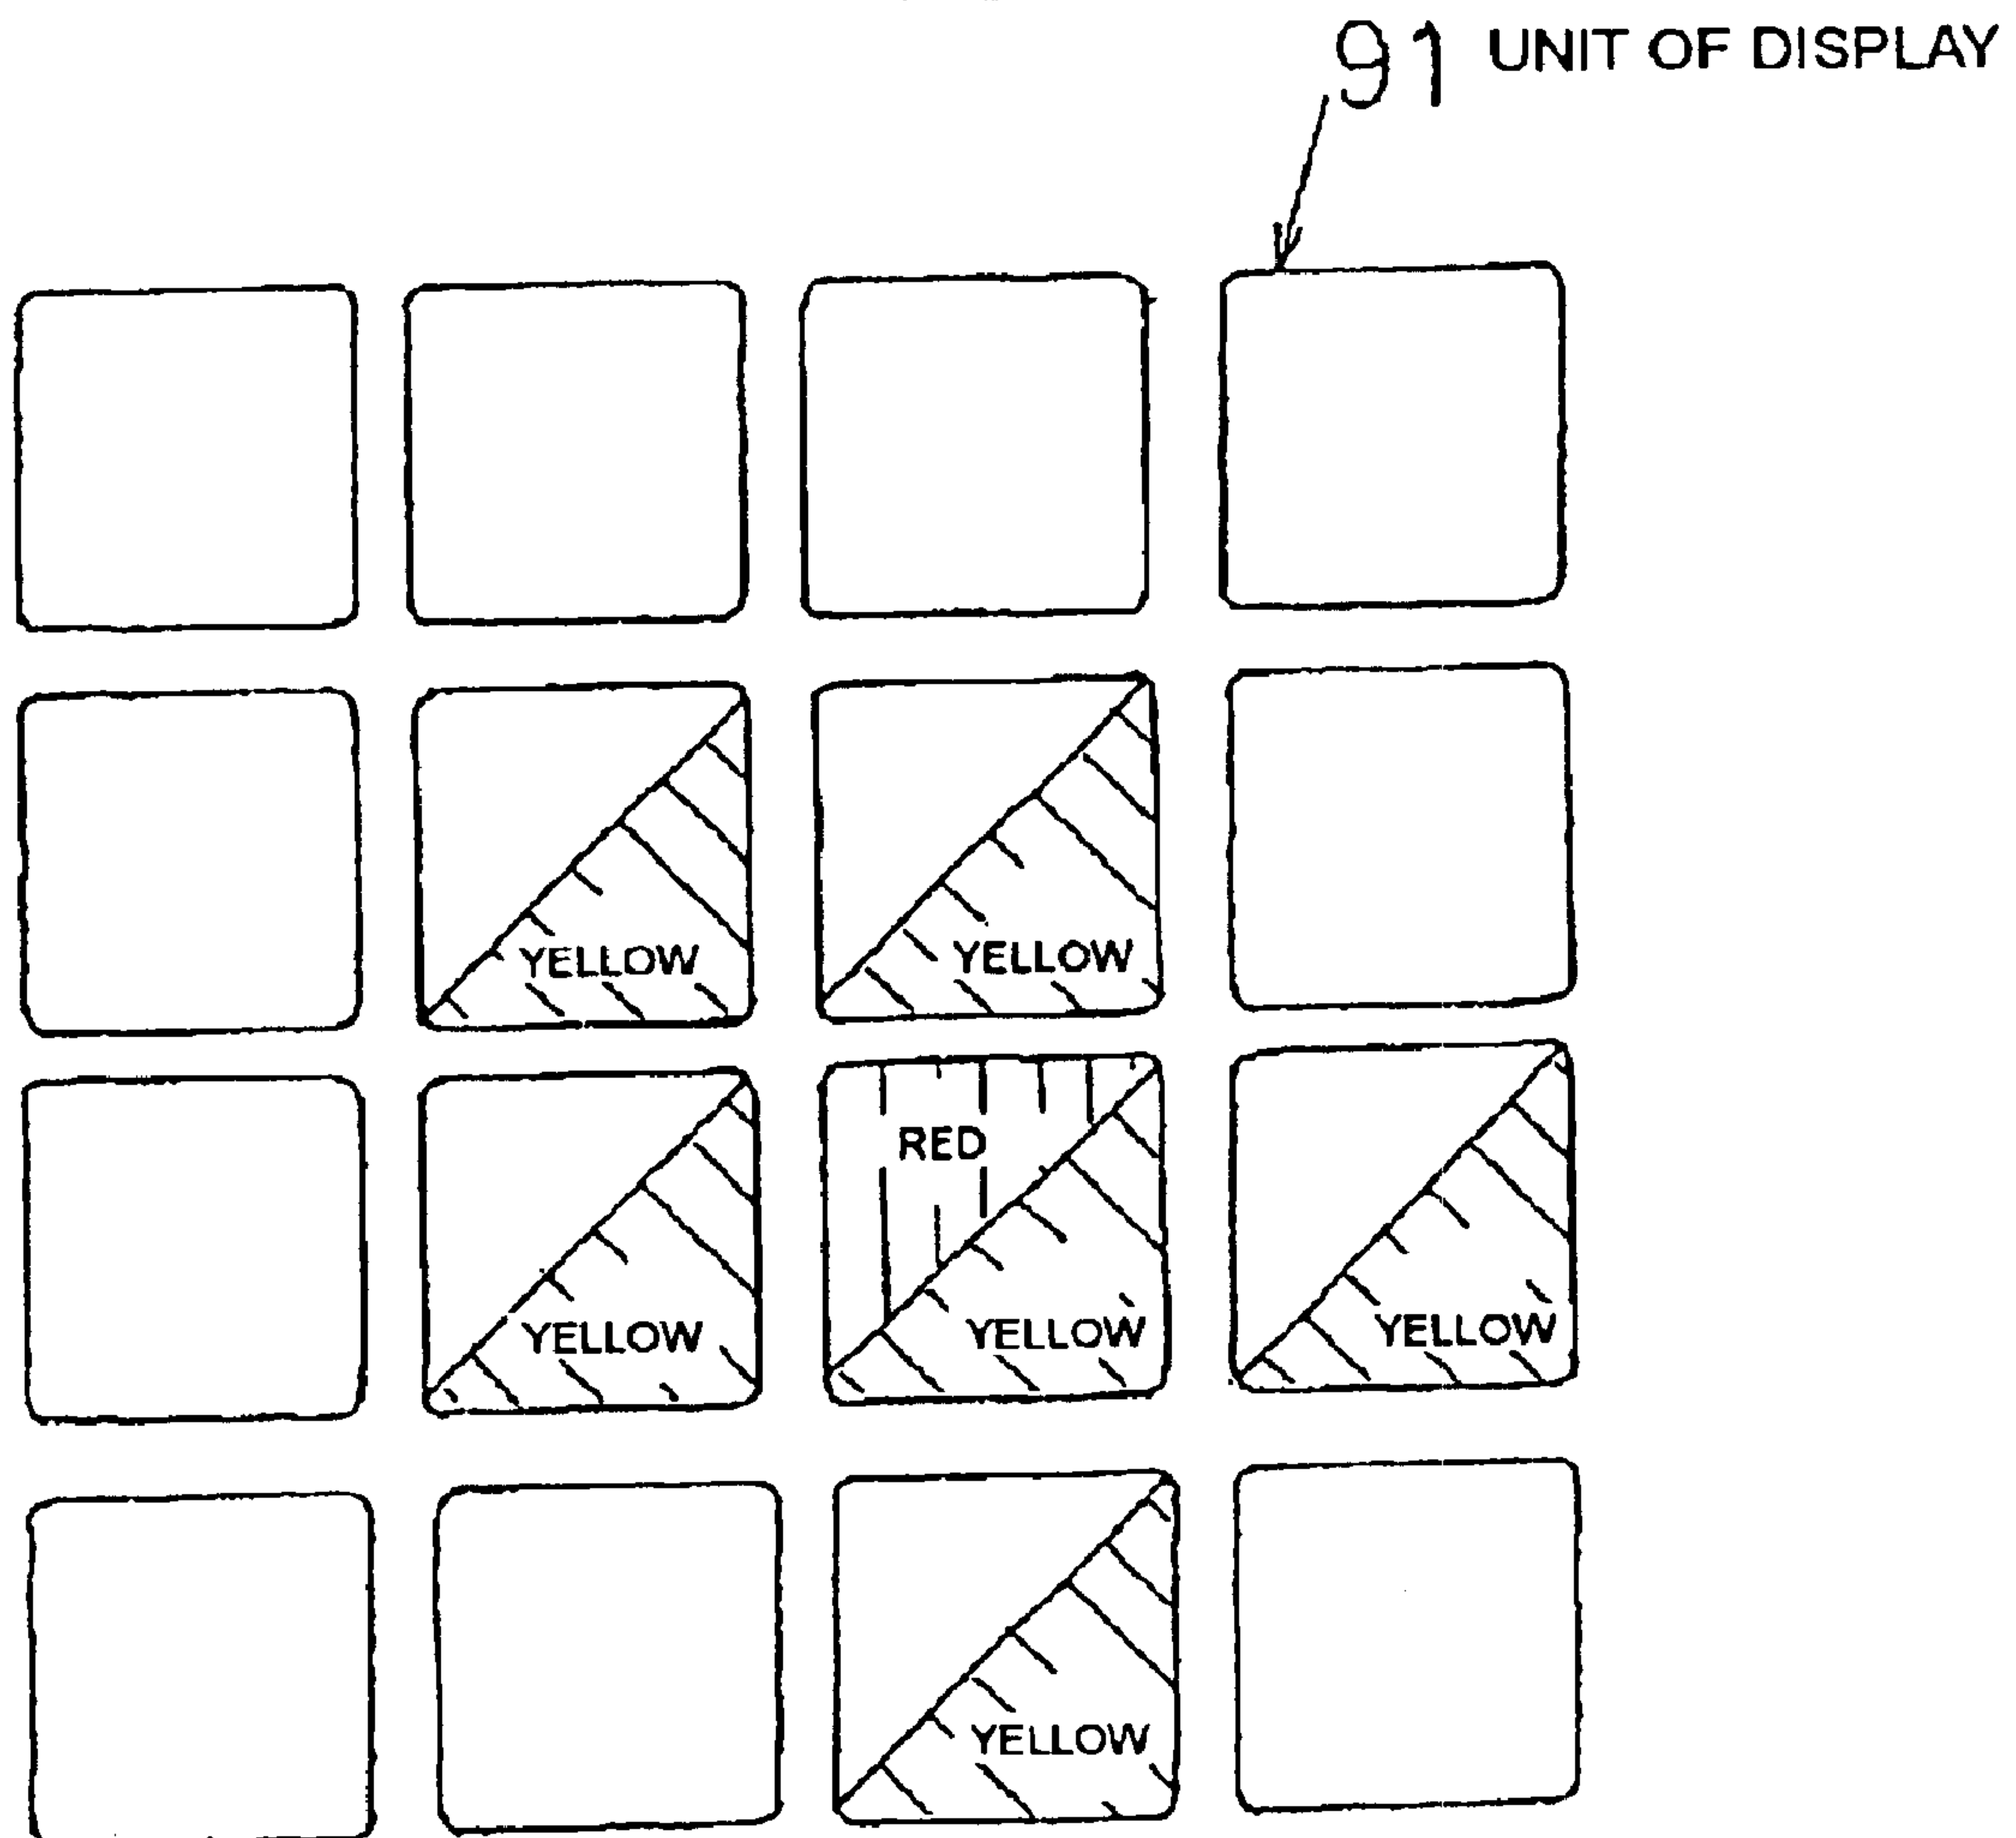 91 UNIT OF DISPLAY
YELLOW YELLOW
RED
YELLOW YELLOW YELLOW
YELLOW